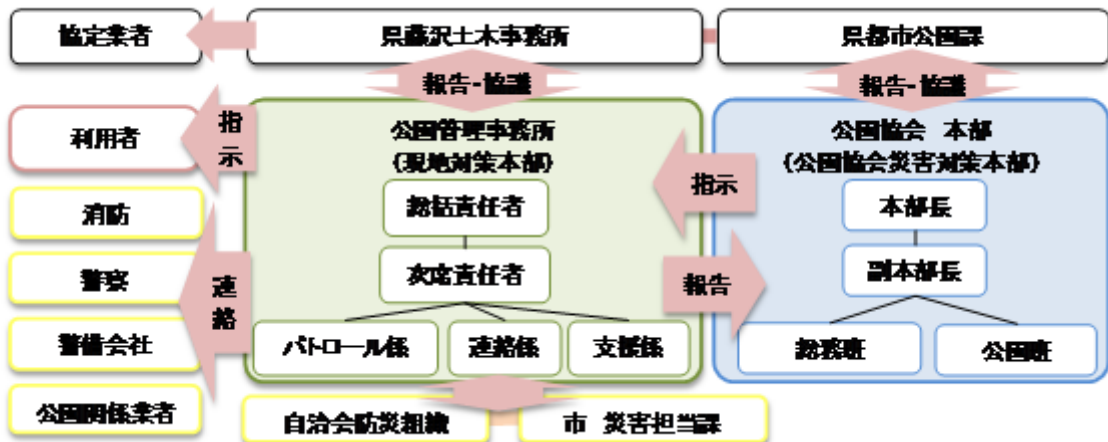 協定業者
県藤沢土木事務所
県都市公園課
報告・協議
報告・協議
利用者
指示
公園管理事務所
(現地対策本部)
公園協会 本部
(公園協会災害対策本部)
消防
総括責任者
指示
本部長
警察
連絡
次席責任者
報告
副本部長
警備会社
パトロール係
連絡係
支援係
総務班
公園班
公園関係業者
自治会防災組織
市 災害担当課